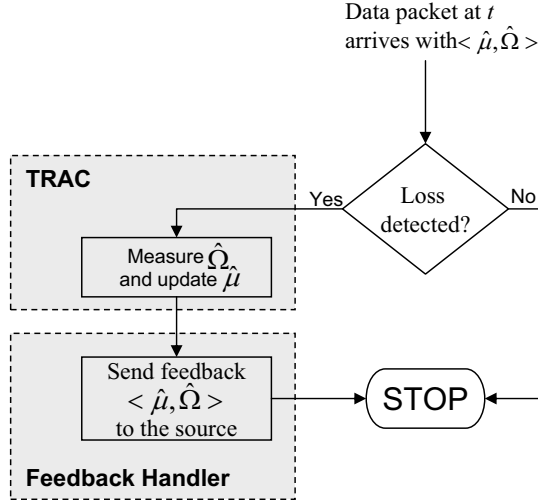 Data packet at t
arrives with < μ̂, Ω̂ >
Loss
detected?
Yes
No
TRAC
Measure Ω̂
and update μ̂
Send feedback
< μ̂, Ω̂ >
to the source
STOP
Feedback Handler